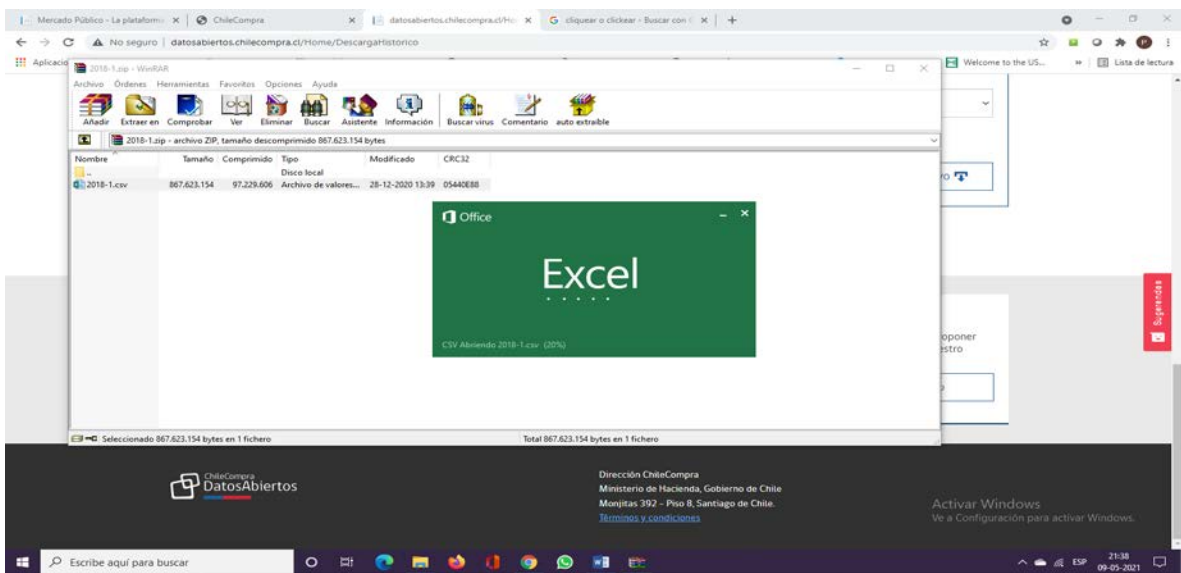 Mercado Público - La plataform
ChileCompra
datosabiertos.chilecompra.cl/Ho
cliquear o clickear - Buscar con
No seguro | datosabiertos.chilecompra.cl/Home/DescargaHistorico
Aplicacio
Welcome to the US...
Lista de lectura
2018-1.zip - WinRAR
Archivo Órdenes Herramientas Favoritos Opciones Ayuda
Añadir Extraer en Comprobar Ver Eliminar Buscar Asistente Información Buscar virus Comentario auto extraíble
2018-1.zip - archivo ZIP, tamaño descomprimido 867.623.154 bytes
Nombre Tamaño Comprimido Tipo Modificado CRC32
.. Disco local
2018-1.csv 867.623.154 97.229.606 Archivo de valores... 28-12-2020 13:39 05440E88
Office
Excel
CSV Abriendo 2018-1.csv (20%)
Sugerencias
oponer
estro
Seleccionado 867.623.154 bytes en 1 fichero
Total 867.623.154 bytes en 1 fichero
ChileCompra
DatosAbiertos
Dirección ChileCompra
Ministerio de Hacienda, Gobierno de Chile
Monjitas 392 – Piso 8, Santiago de Chile.
Términos y condiciones
Activar Windows
Ve a Configuración para activar Windows.
Escribe aquí para buscar
ESP
21:38
09-05-2021